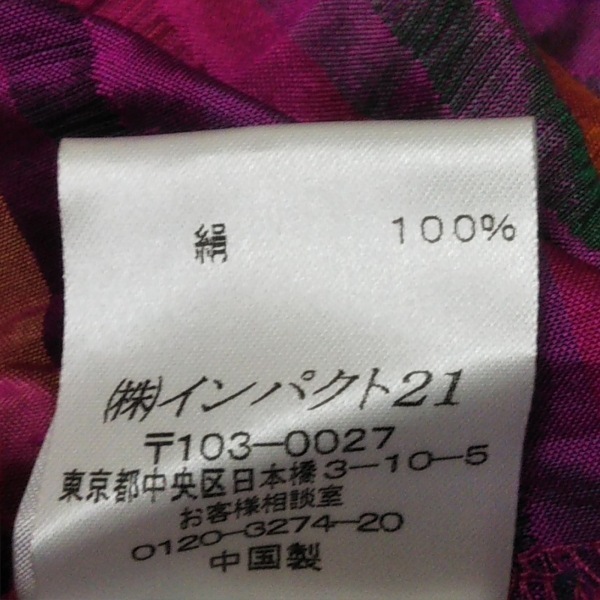 絹 100%
㈱インパクト21
〒103-0027
東京都中央区日本橋3-10-5
お客様相談室
0120-3274-20
中国製